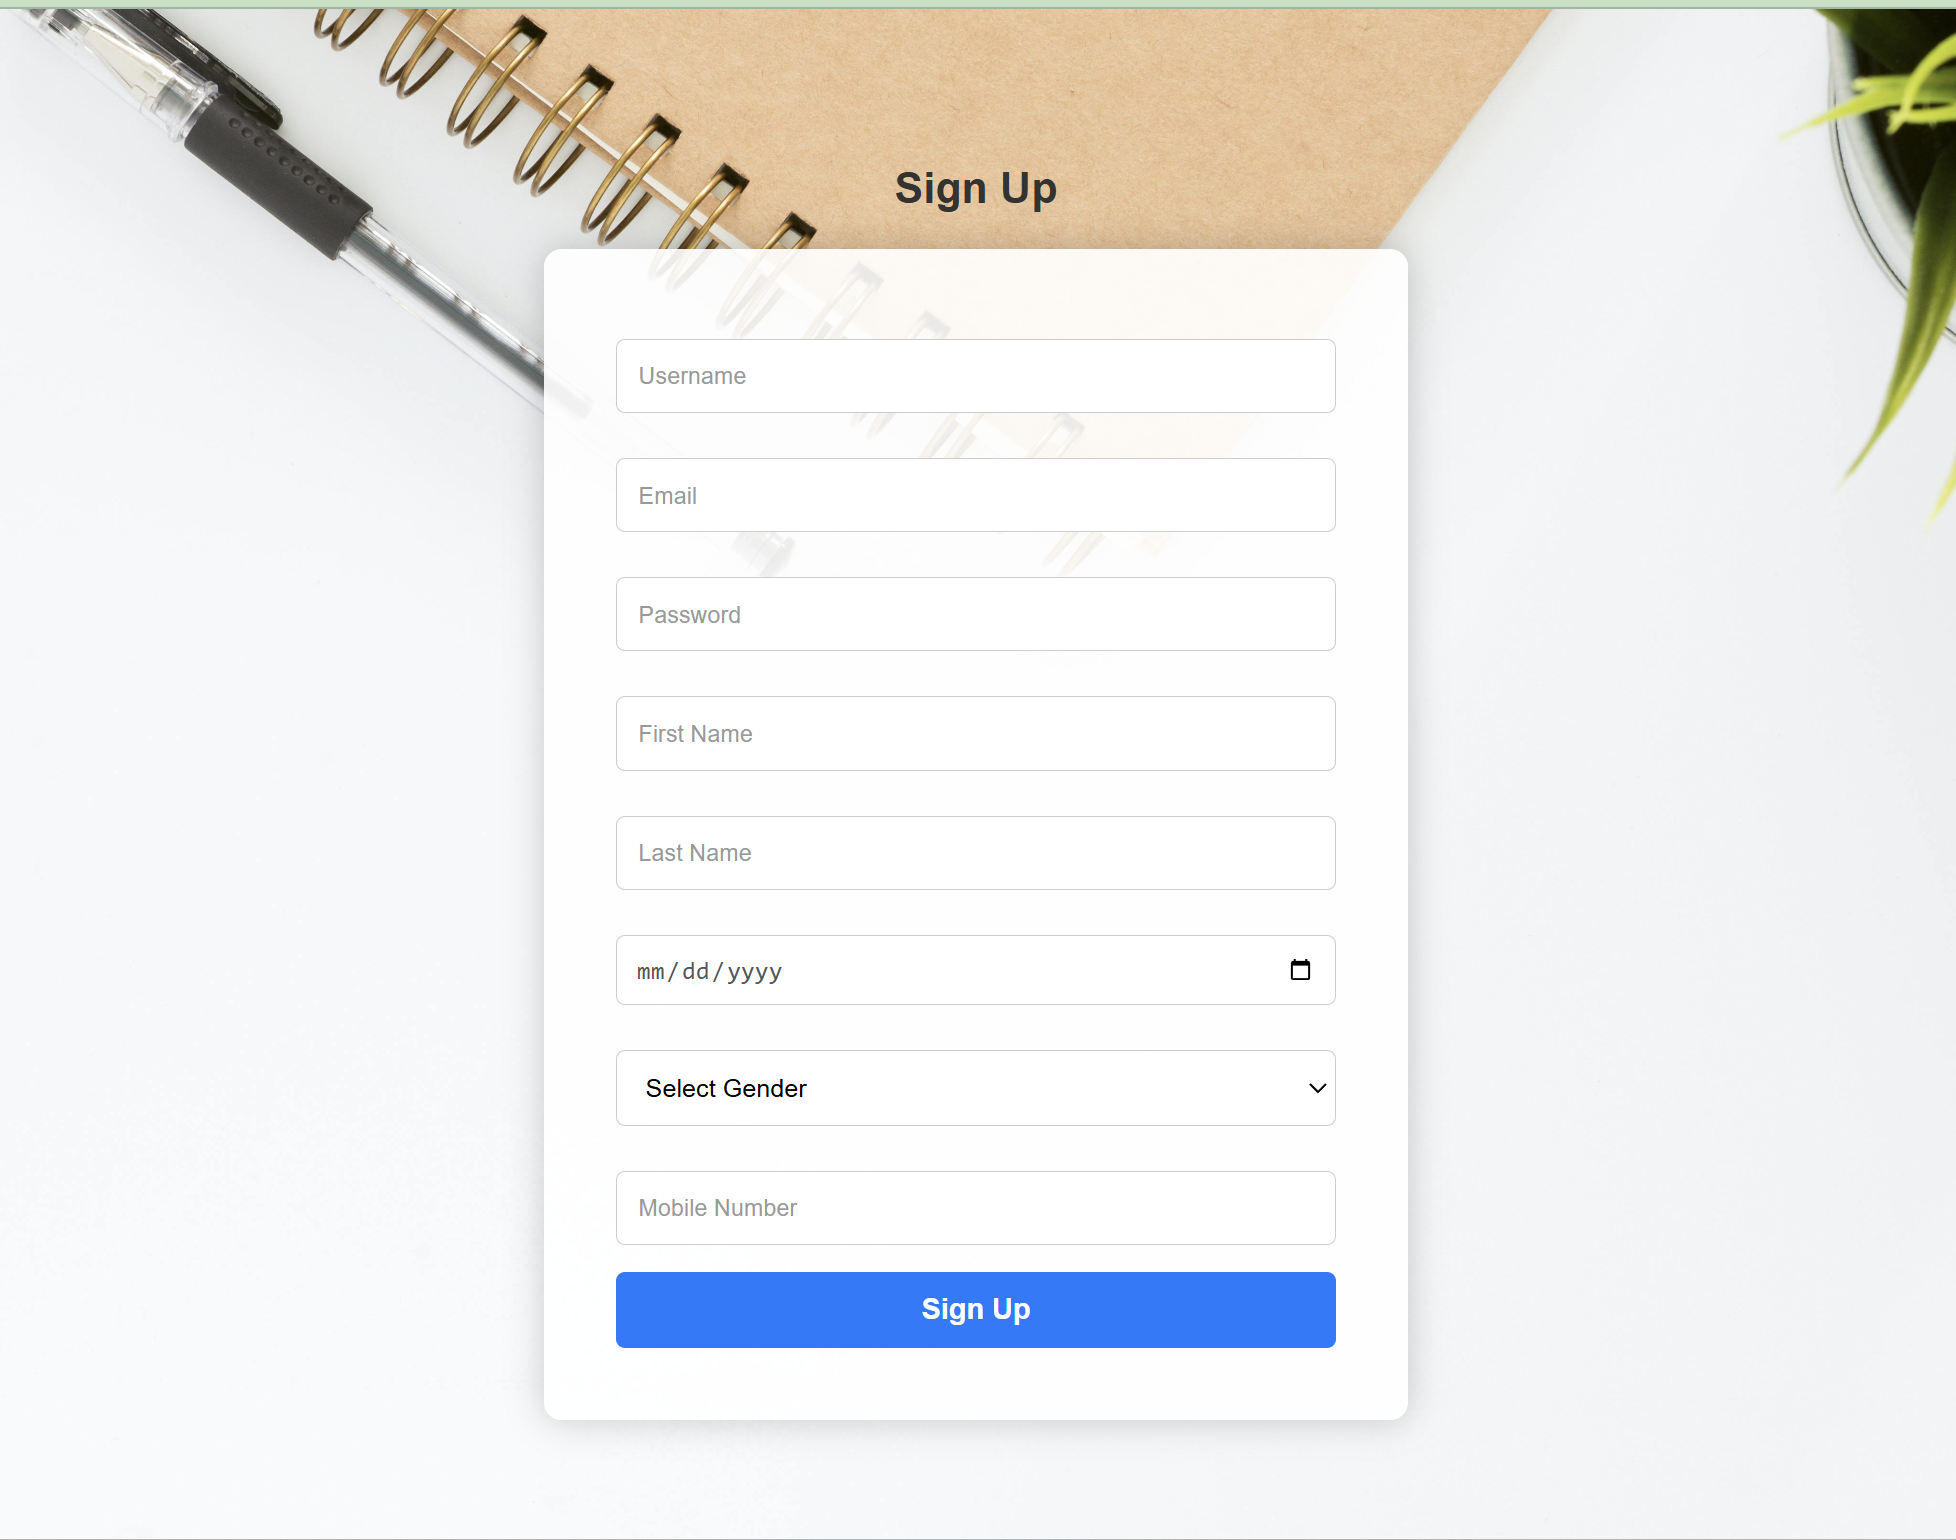 Sign Up
Username
Email
Password
First Name
Last Name
mm/dd/yyyy
Select Gender
Mobile Number
Sign Up